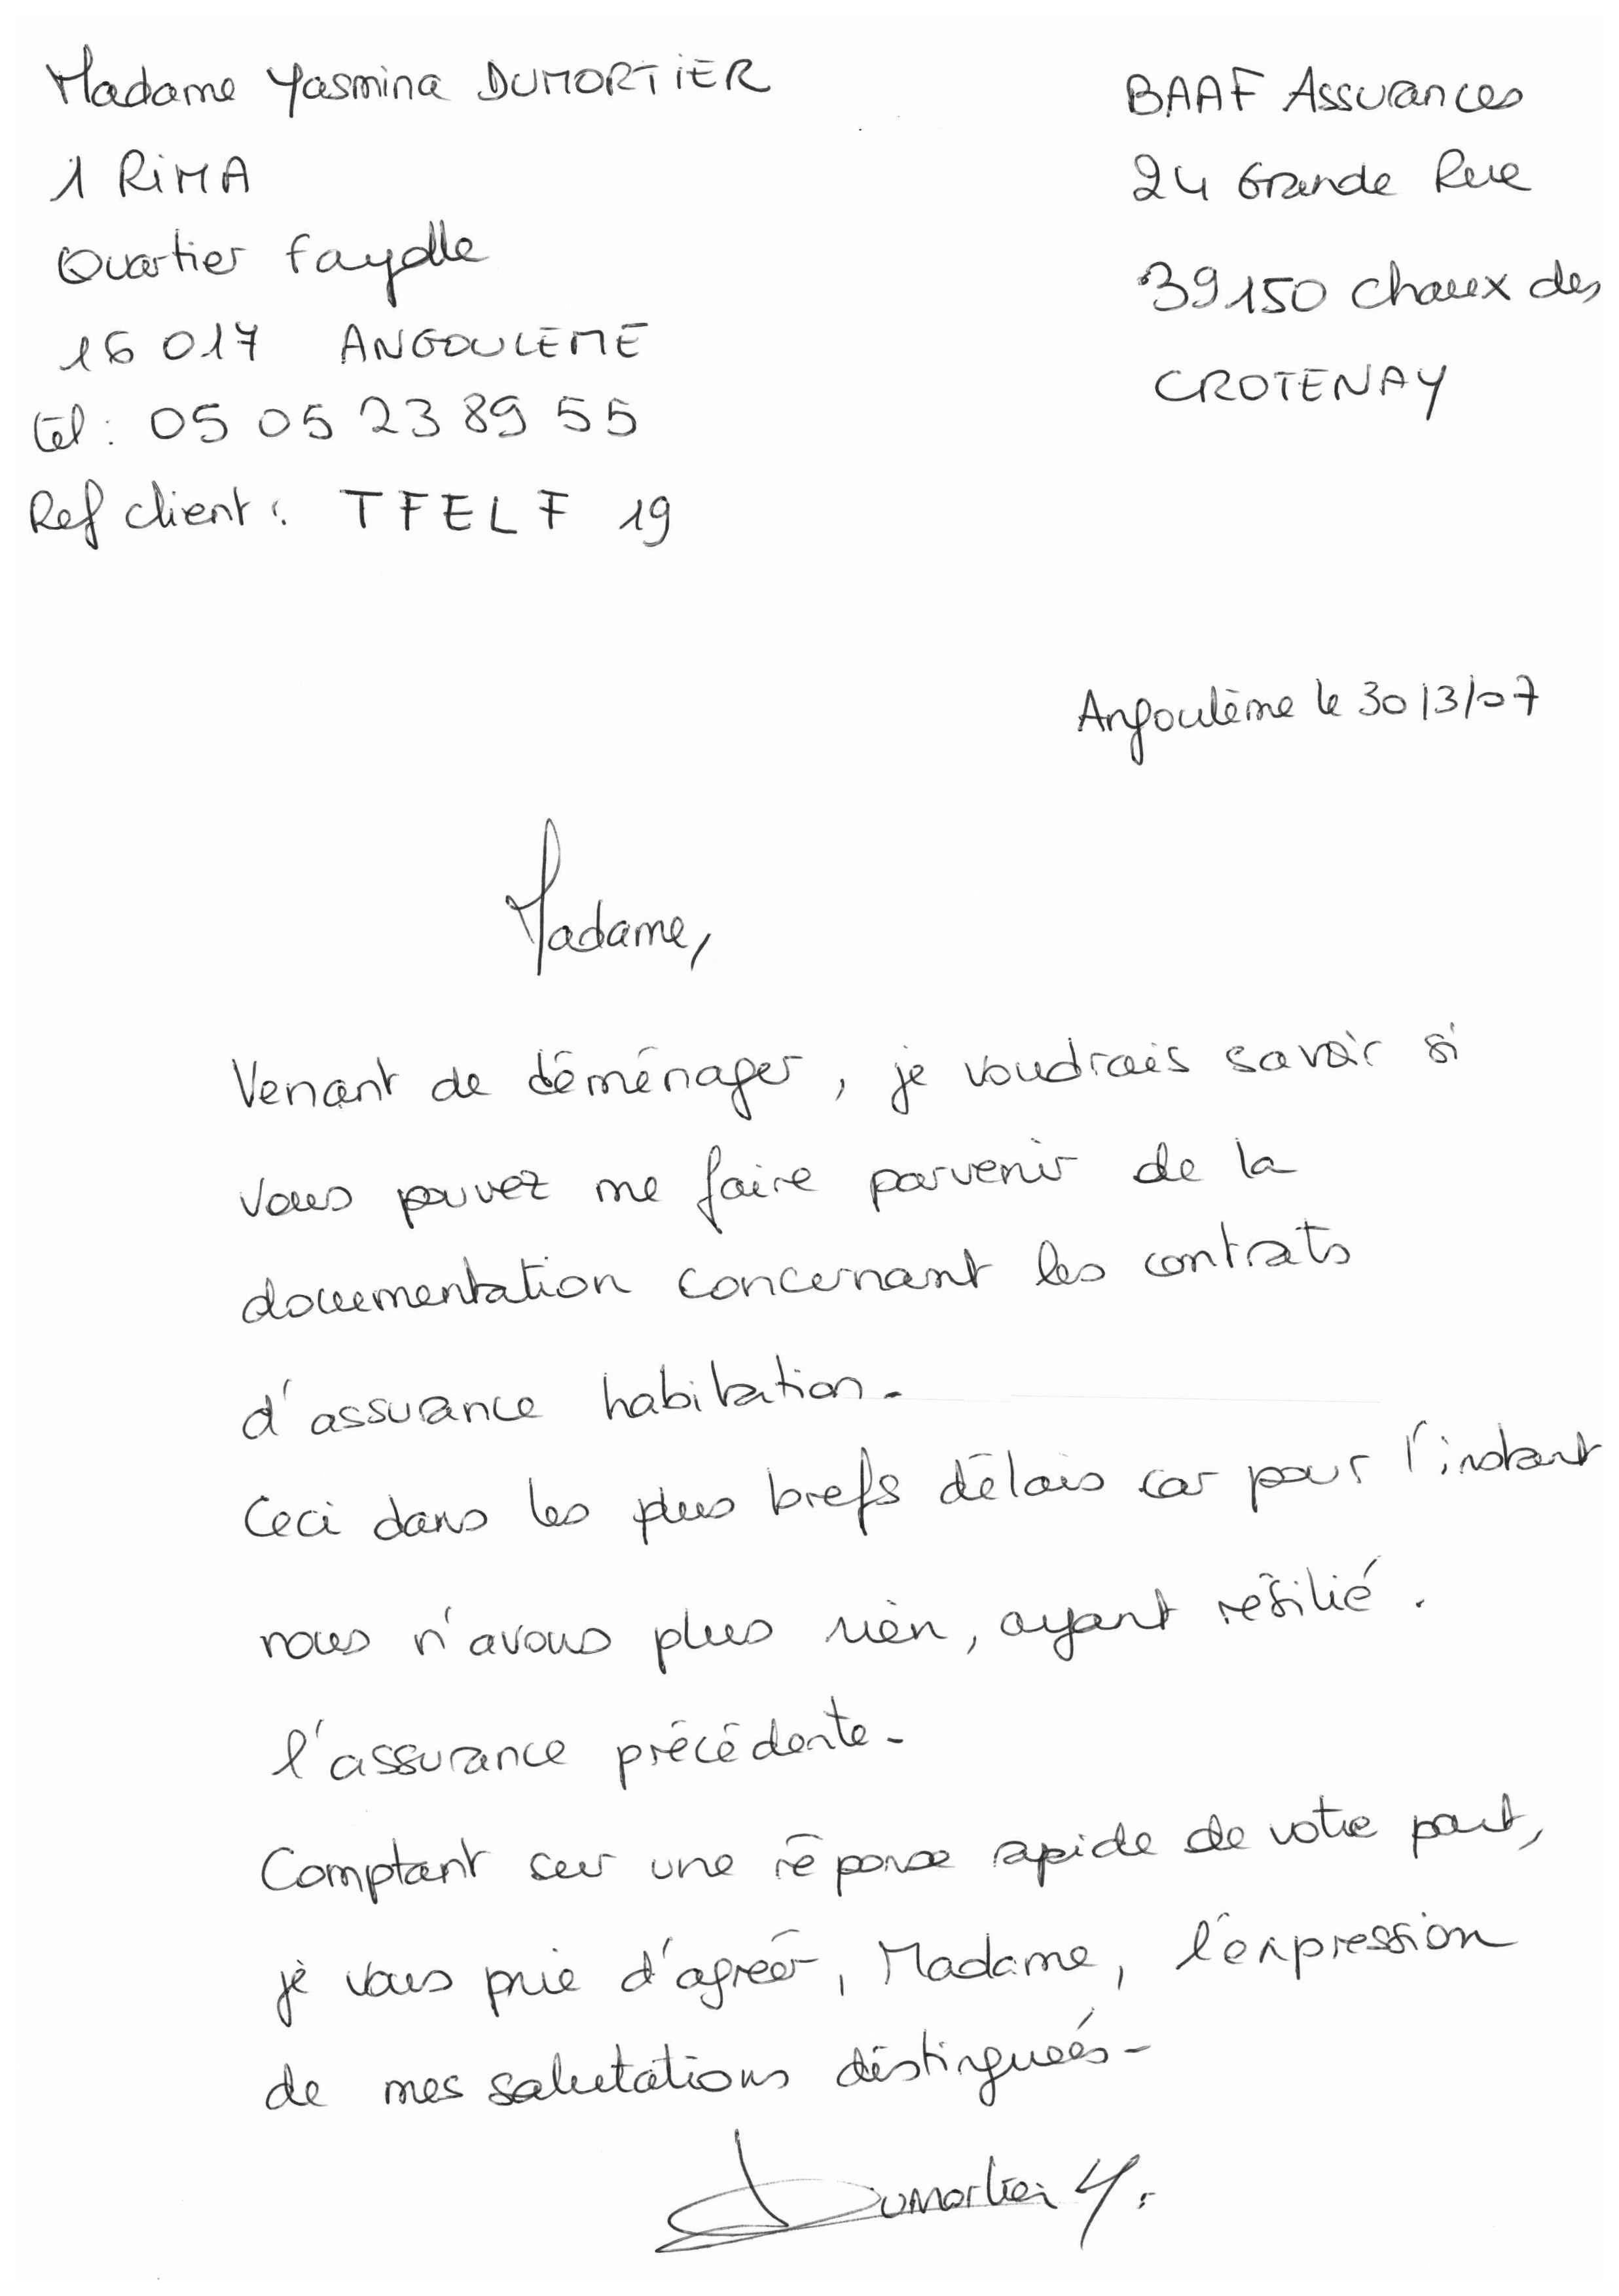 Madame Yasmina DUMORTIER
1 RiMA
Quartier Fayolle
16 017 ANGOULEME
tél : 05 05 23 89 55
Ref client : TFELF 19
BAAF Assurances
24 Grande Rue
39150 chaux des
CROTENAY
Angoulème le 30/3/07
Madame,
Venant de déménager, je voudrais savoir si
vous pouvez me faire parvenir de la
documentation concernant les contrats
d'assurance habitation.
Ceci dans les plus brefs délais car pour l'instant
nous n'avons plus rien, ayant résilié.
l'assurance précédente.
Comptant sur une réponse rapide de votre part,
je vous prie d'agréer, Madame, l'expression
de mes salutations distinguées.
Dumortier Y.